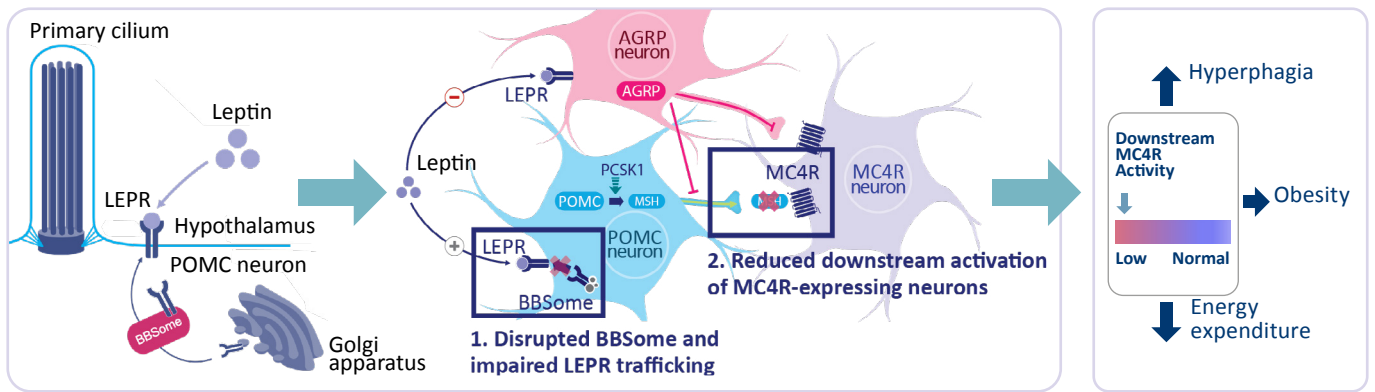 Primary cilium
Leptin
LEPR
Hypothalamus
POMC neuron
BBSome
Golgi
apparatus
AGRP
neuron
LEPR
AGRP
Leptin
PCSK1
POMC
MSH
POMC
neuron
MC4R
MSH
MC4R
neuron
LEPR
BBSome
1. Disrupted BBSome and
impaired LEPR trafficking
2. Reduced downstream activation
of MC4R-expressing neurons
Hyperphagia
Downstream
MC4R
Activity
Low Normal
Obesity
Energy
expenditure